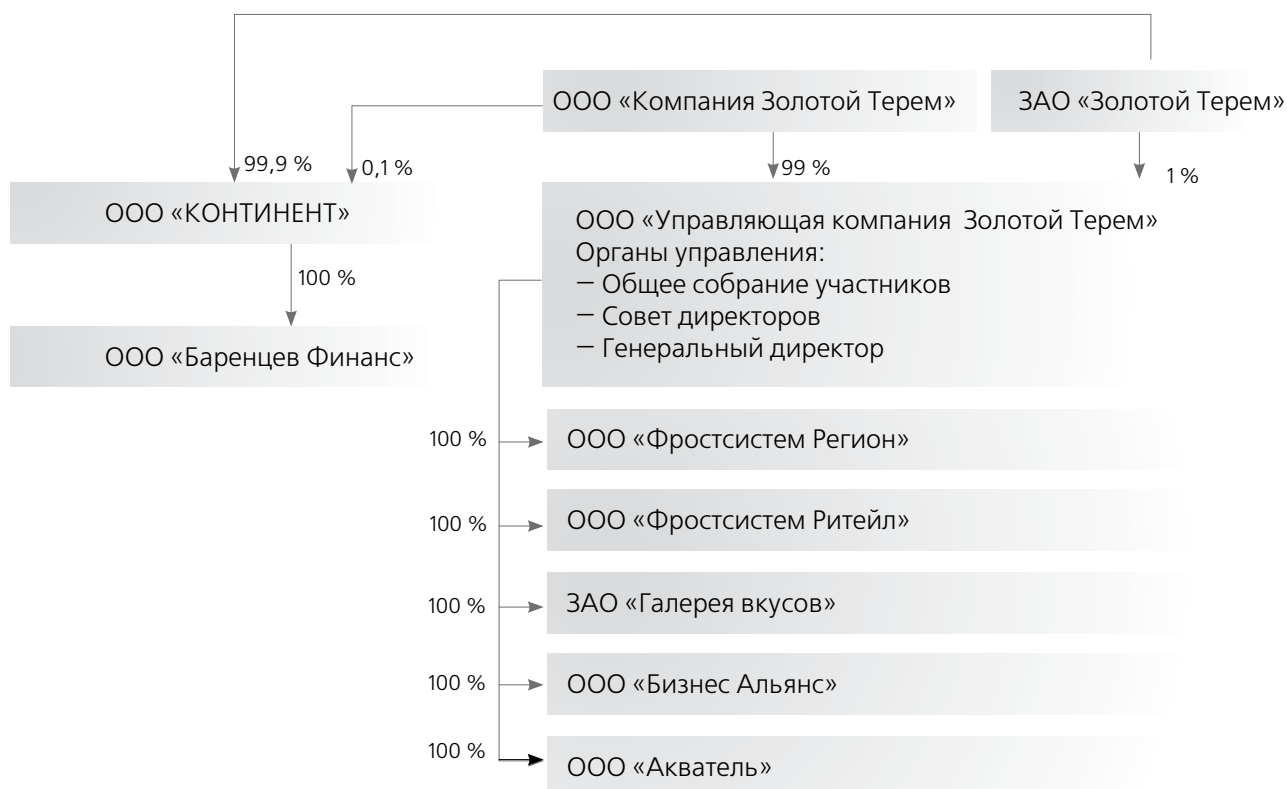 ООО «Компания Золотой Терем»
ЗАО «Золотой Терем»
99,9 %
0,1 %
99 %
1 %
ООО «КОНТИНЕНТ»
100 %
ООО «Баренцев Финанс»
ООО «Управляющая компания Золотой Терем»
Органы управления:
— Общее собрание участников
— Совет директоров
— Генеральный директор
100 %
ООО «Фростсистем Регион»
100 %
ООО «Фростсистем Ритейл»
100 %
ЗАО «Галерея вкусов»
100 %
ООО «Бизнес Альянс»
100 %
ООО «Акватель»